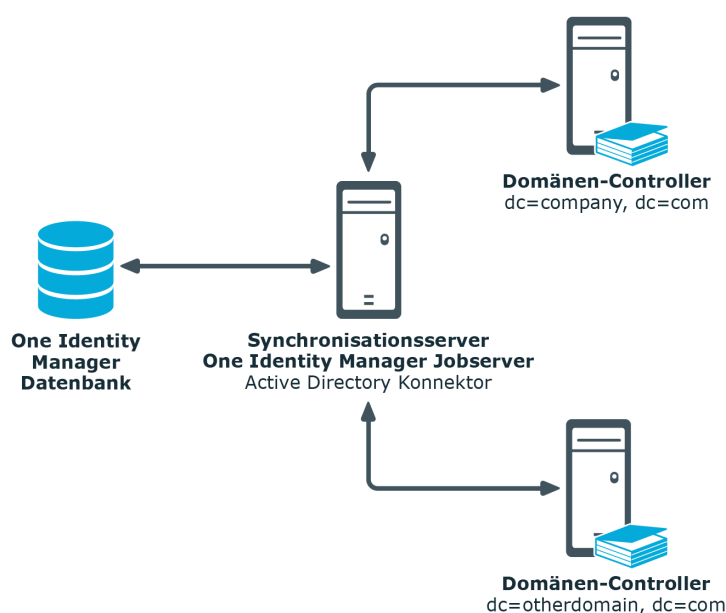 Domänen-Controller
dc=company, dc=com
One Identity
Manager
Datenbank
Synchronisationsserver
One Identity Manager Jobserver
Active Directory Konnektor
Domänen-Controller
dc=otherdomain, dc=com